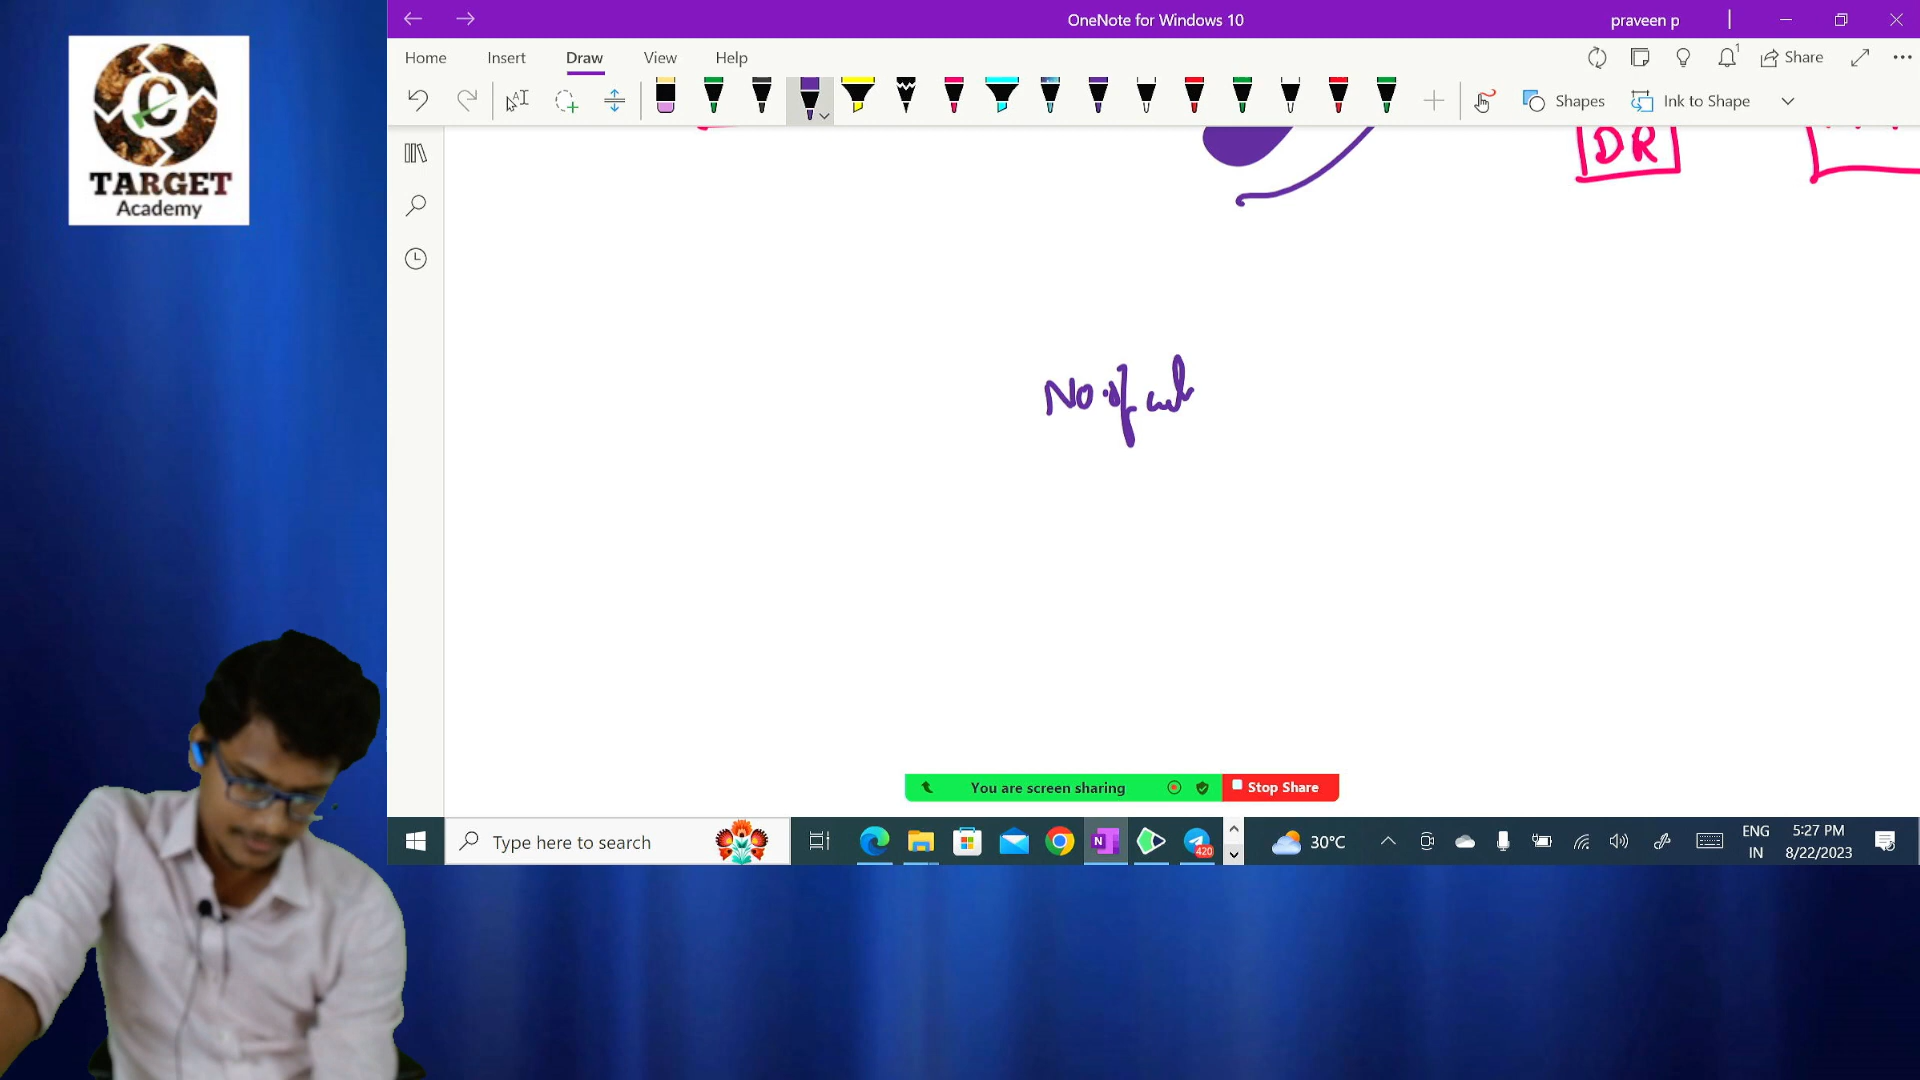 OneNote for Windows 10
praveen p
C
TARGET
Academy
Home Insert Draw View Help
1
Share
Shapes
Ink to Shape
DR
No. of
You are screen sharing
Stop Share
Type here to search
N
420
30°C
ENG
IN
5:27 PM
8/22/2023